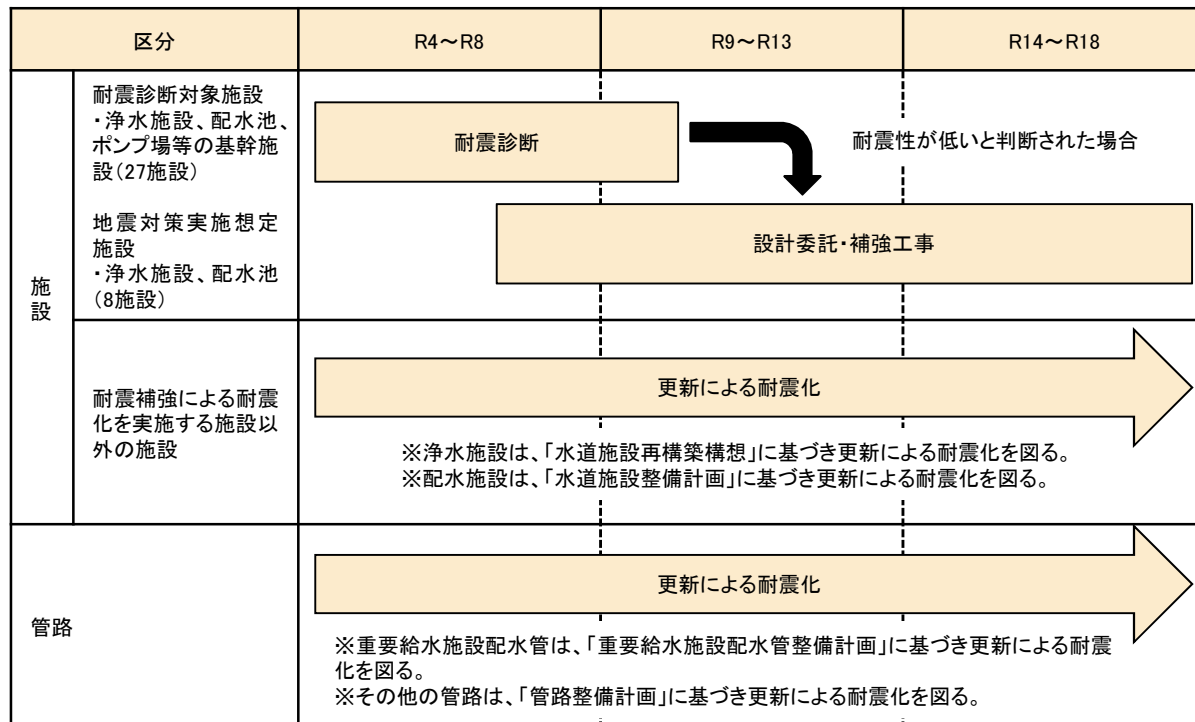 区分
R4～R8
R9～R13
R14～R18
施
設
耐震診断対象施設
・浄水施設、配水池、
ポンプ場等の基幹施
設(27施設)
地震対策実施想定
施設
・浄水施設、配水池
(8施設)
耐震診断
耐震性が低いと判断された場合
設計委託・補強工事
耐震補強による耐震
化を実施する施設以
外の施設
更新による耐震化
※浄水施設は、「水道施設再構築構想」に基づき更新による耐震化を図る。
※配水施設は、「水道施設整備計画」に基づき更新による耐震化を図る。
管路
更新による耐震化
※重要給水施設配水管は、「重要給水施設配水管整備計画」に基づき更新による耐震
化を図る。
※その他の管路は、「管路整備計画」に基づき更新による耐震化を図る。